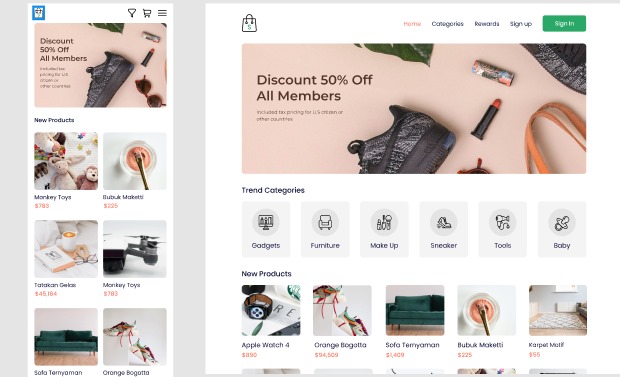 Discount
50% Off
All Members
Included tax
pricing for U.S
citizen or
other countries
New Products
Monkey Toys
$783
Bubuk Maketti
$225
Tatakan Gelas
$45,184
Monkey Toys
$783
Sofa Ternyaman
Orange Bogatta
Home
Categories
Rewards
Sign up
Sign In
Discount 50% Off
All Members
Included tax pricing for U.S citizen or
other countries
Trend Categories
Gadgets
Furniture
Make Up
Sneaker
Tools
Baby
New Products
Apple Watch 4
$890
Orange Bogatta
$94,509
Sofa Ternyaman
$1,409
Bubuk Maketti
$225
Karpet Motif
$55